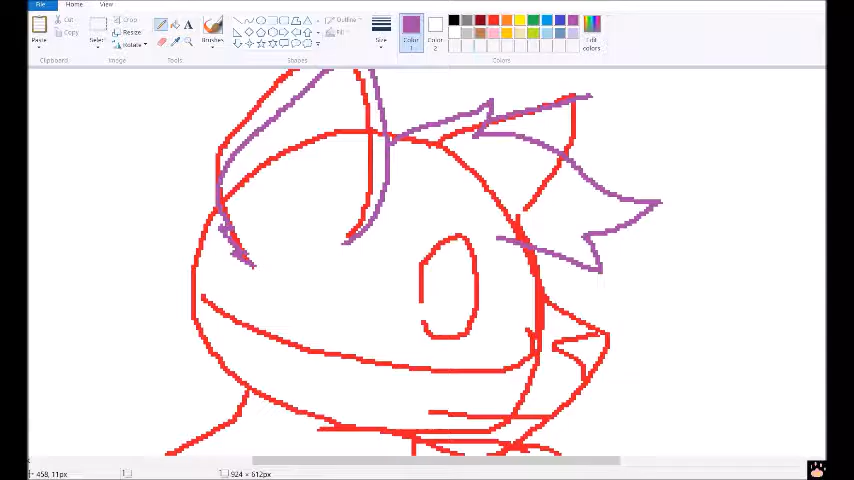 File Home View
Paste Cut Copy
Clipboard
Select Crop Resize Rotate
Image
Tools
Brushes
Outline Fill
Shapes
Size
Color 1 Color 2
Colors
Edit colors
458, 11px 924 × 612px